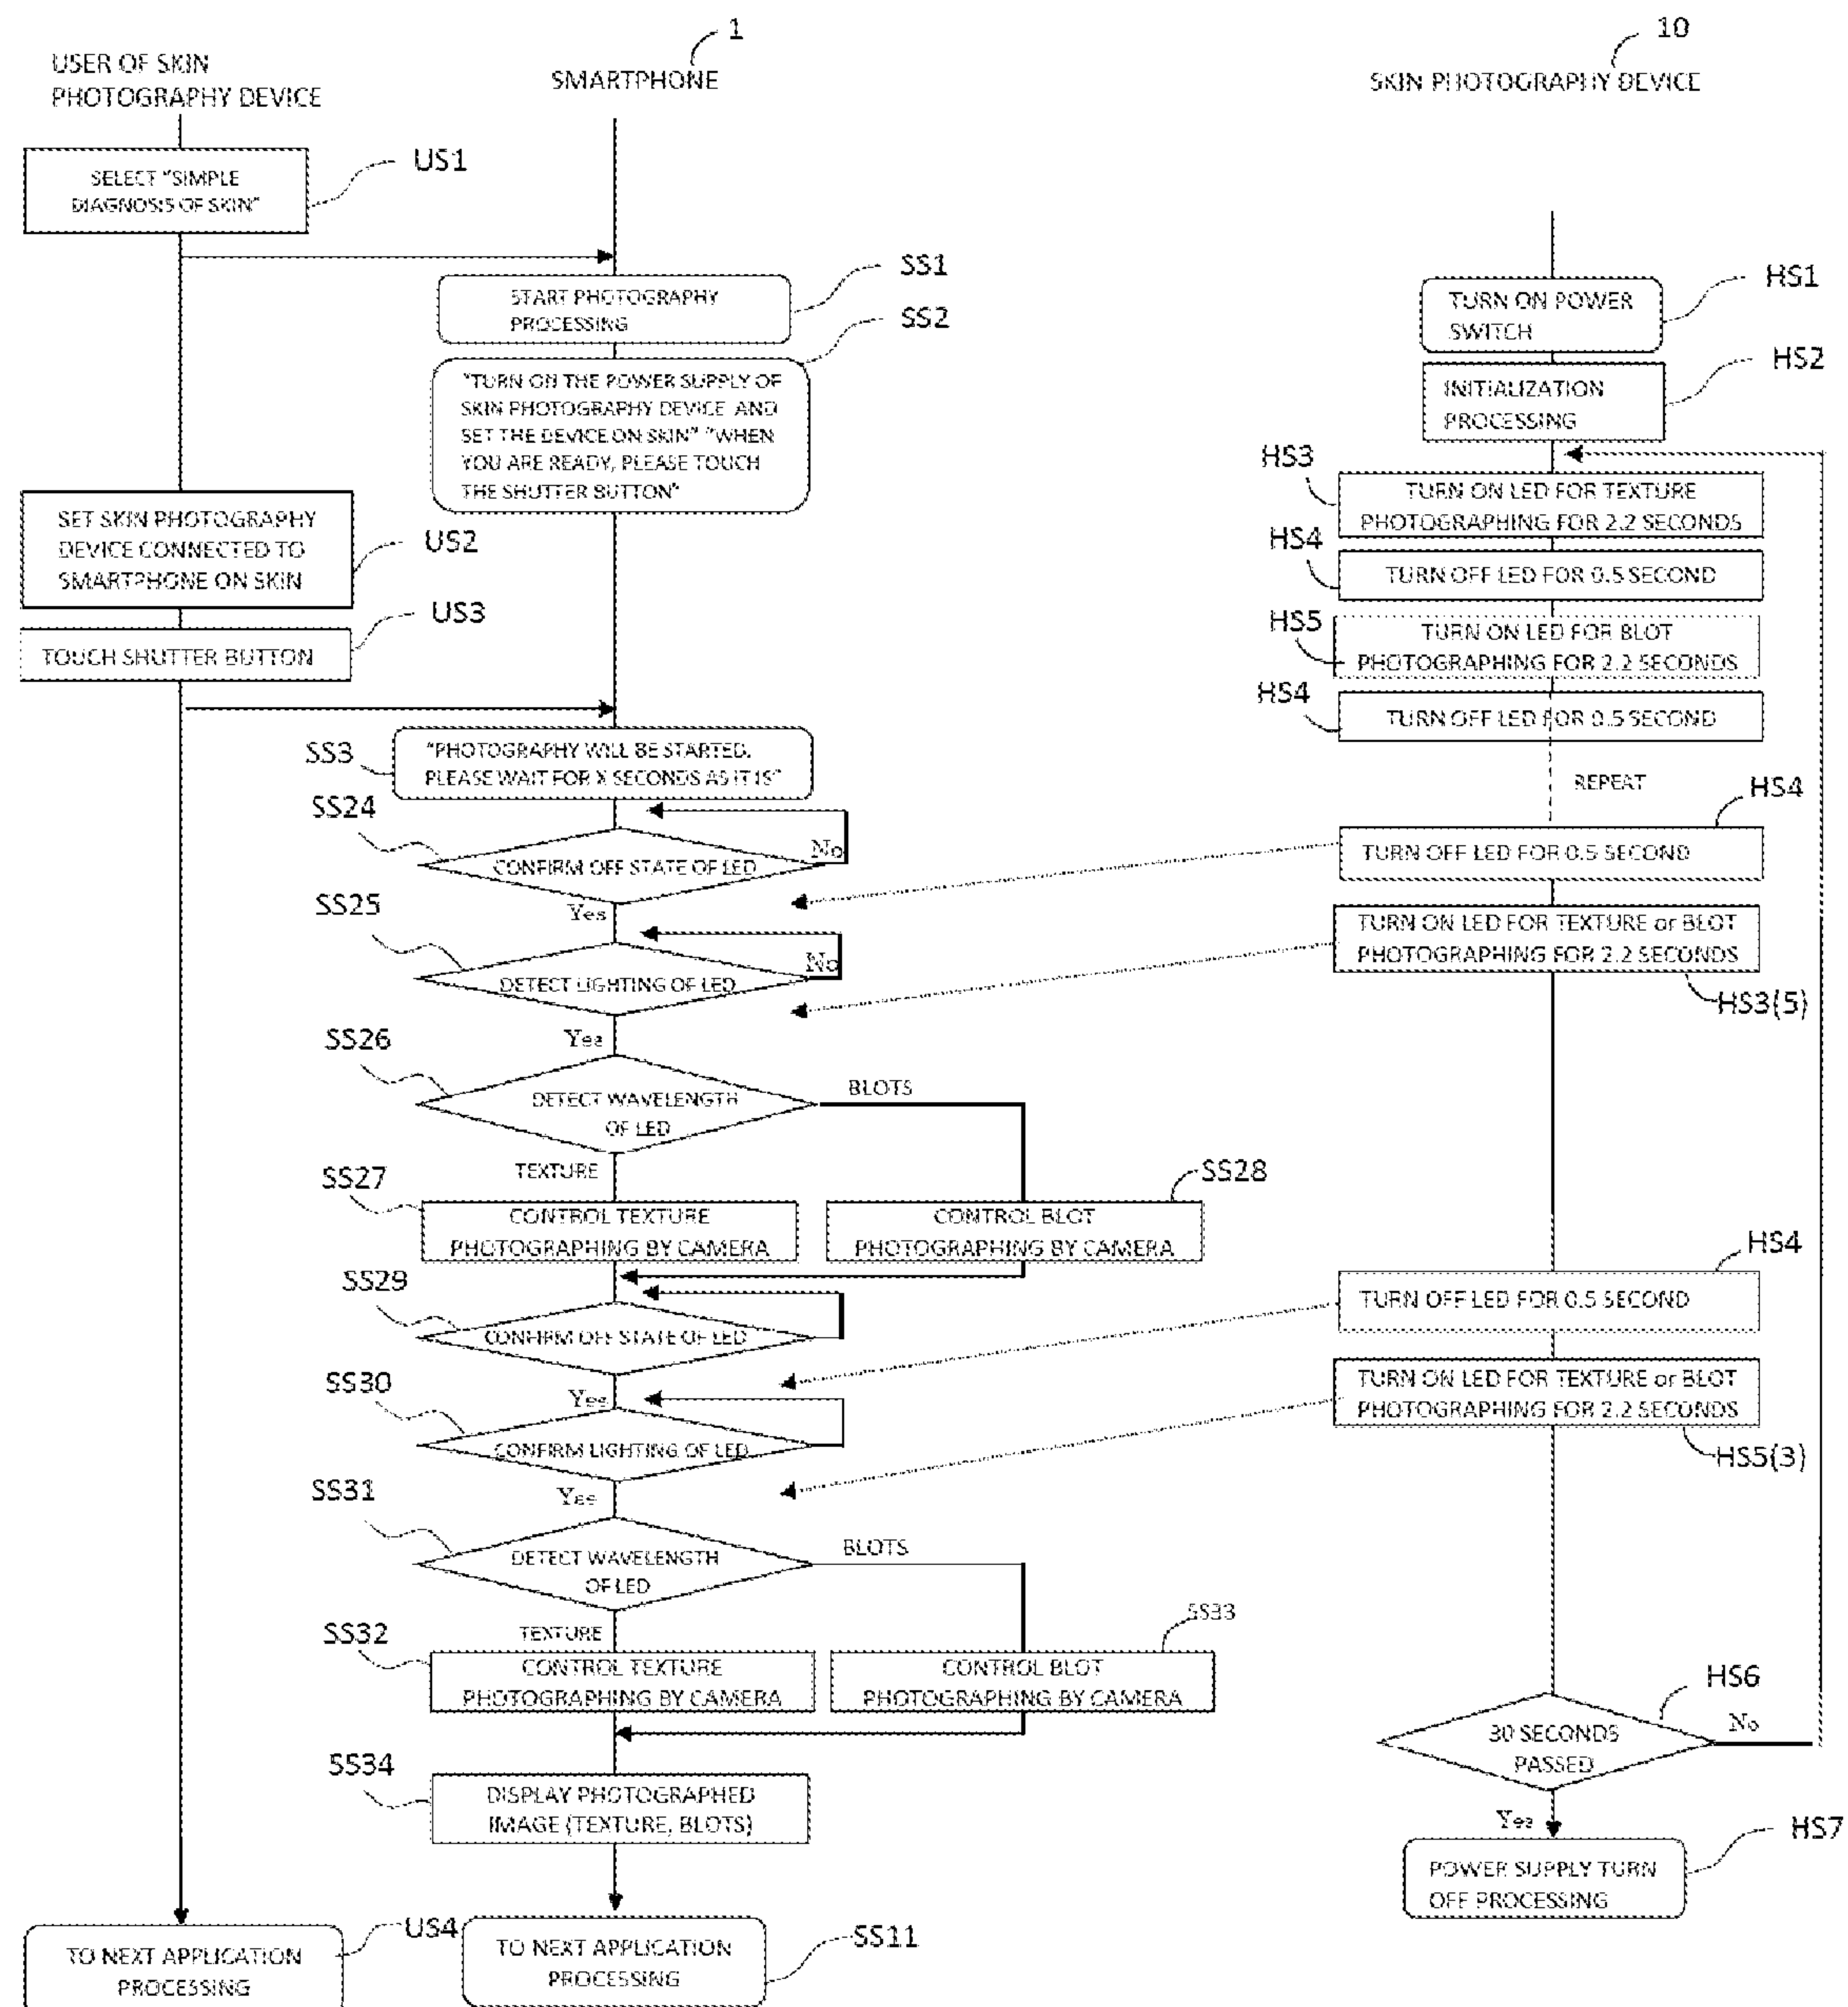 1
10
USER OF SKIN
PHOTOGRAPHY DEVICE
SMARTPHONE
SKIN PHOTOGRAPHY DEVICE
US1
SELECT "SIMPLE
DIAGNOSIS OF SKIN"
SS1
START PHOTOGRAPHY
PROCESSING
SS2
"TURN ON THE POWER SUPPLY OF
SKIN PHOTOGRAPHY DEVICE AND
SET THE DEVICE ON SKIN" "WHEN
YOU ARE READY, PLEASE TOUCH
THE SHUTTER BUTTON"
HS1
TURN ON POWER
SWITCH
HS2
INITIALIZATION
PROCESSING
HS3
TURN ON LED FOR TEXTURE
PHOTOGRAPHING FOR 2.2 SECONDS
HS4
TURN OFF LED FOR 0.5 SECOND
HS5
TURN ON LED FOR BLOT
PHOTOGRAPHING FOR 2.2 SECONDS
HS4
TURN OFF LED FOR 0.5 SECOND
REPEAT
SET SKIN PHOTOGRAPHY
DEVICE CONNECTED TO
SMARTPHONE ON SKIN
US2
US3
TOUCH SHUTTER BUTTON
SS3
"PHOTOGRAPHY WILL BE STARTED.
PLEASE WAIT FOR X SECONDS AS IT IS"
SS24
CONFIRM OFF STATE OF LED
No
Yes
HS4
TURN OFF LED FOR 0.5 SECOND
SS25
DETECT LIGHTING OF LED
No
Yes
TURN ON LED FOR TEXTURE or BLOT
PHOTOGRAPHING FOR 2.2 SECONDS
HS3(5)
SS26
DETECT WAVELENGTH
OF LED
BLOTS
TEXTURE
SS27
CONTROL TEXTURE
PHOTOGRAPHING BY CAMERA
SS28
CONTROL BLOT
PHOTOGRAPHING BY CAMERA
SS29
CONFIRM OFF STATE OF LED
Yes
HS4
TURN OFF LED FOR 0.5 SECOND
SS30
CONFIRM LIGHTING OF LED
Yes
TURN ON LED FOR TEXTURE or BLOT
PHOTOGRAPHING FOR 2.2 SECONDS
HS5(3)
SS31
DETECT WAVELENGTH
OF LED
BLOTS
TEXTURE
SS32
CONTROL TEXTURE
PHOTOGRAPHING BY CAMERA
SS33
CONTROL BLOT
PHOTOGRAPHING BY CAMERA
HS6
30 SECONDS
PASSED
No
Yes
SS34
DISPLAY PHOTOGRAPHED
IMAGE (TEXTURE, BLOTS)
HS7
POWER SUPPLY TURN
OFF PROCESSING
US4
TO NEXT APPLICATION
PROCESSING
SS11
TO NEXT APPLICATION
PROCESSING